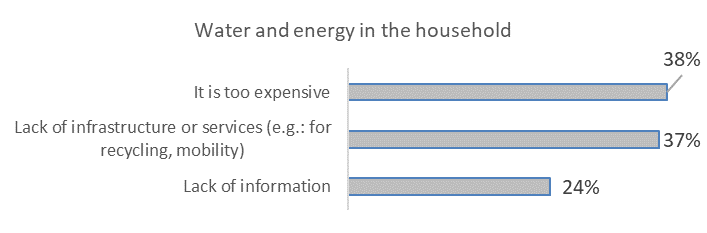 Water and energy in the household
38%
It is too expensive
Lack of infrastructure or services (e.g.: for
recycling, mobility)
37%
Lack of information
24%